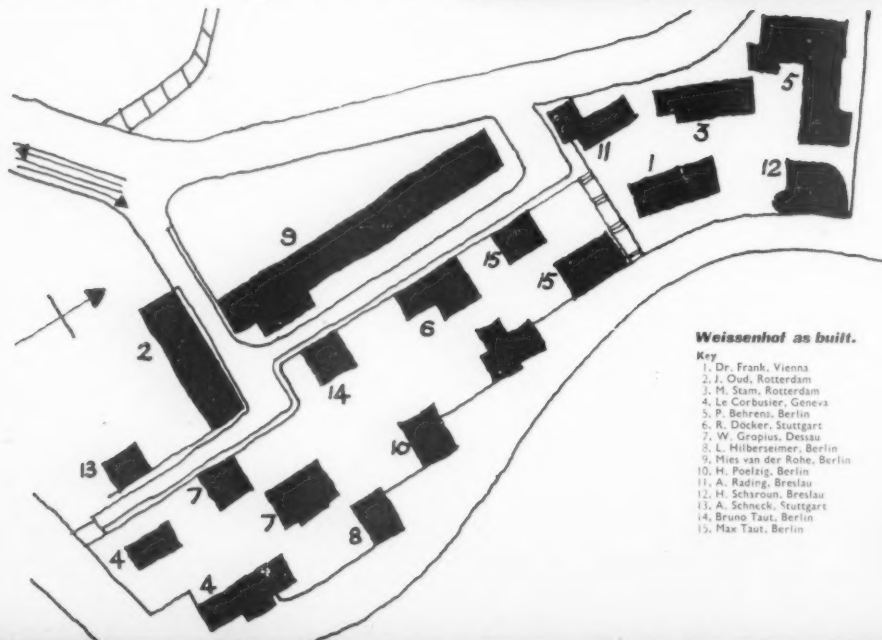 5
3
11
12
1
9
15
15
6
2
14
10
13
7
7
8
4
4
Weissenhof as built.
Key
1. Dr. Frank, Vienna
2. J. Oud, Rotterdam
3. M. Stam, Rotterdam
4. Le Corbusier, Geneva
5. P. Behrens, Berlin
6. R. Döcker, Stuttgart
7. W. Gropius, Dessau
8. L. Hilberseimer, Berlin
9. Mies van der Rohe, Berlin
10. H. Poelzig, Berlin
11. A. Rading, Breslau
12. H. Scharoun, Breslau
13. A. Schneck, Stuttgart
14. Bruno Taut, Berlin
15. Max Taut, Berlin